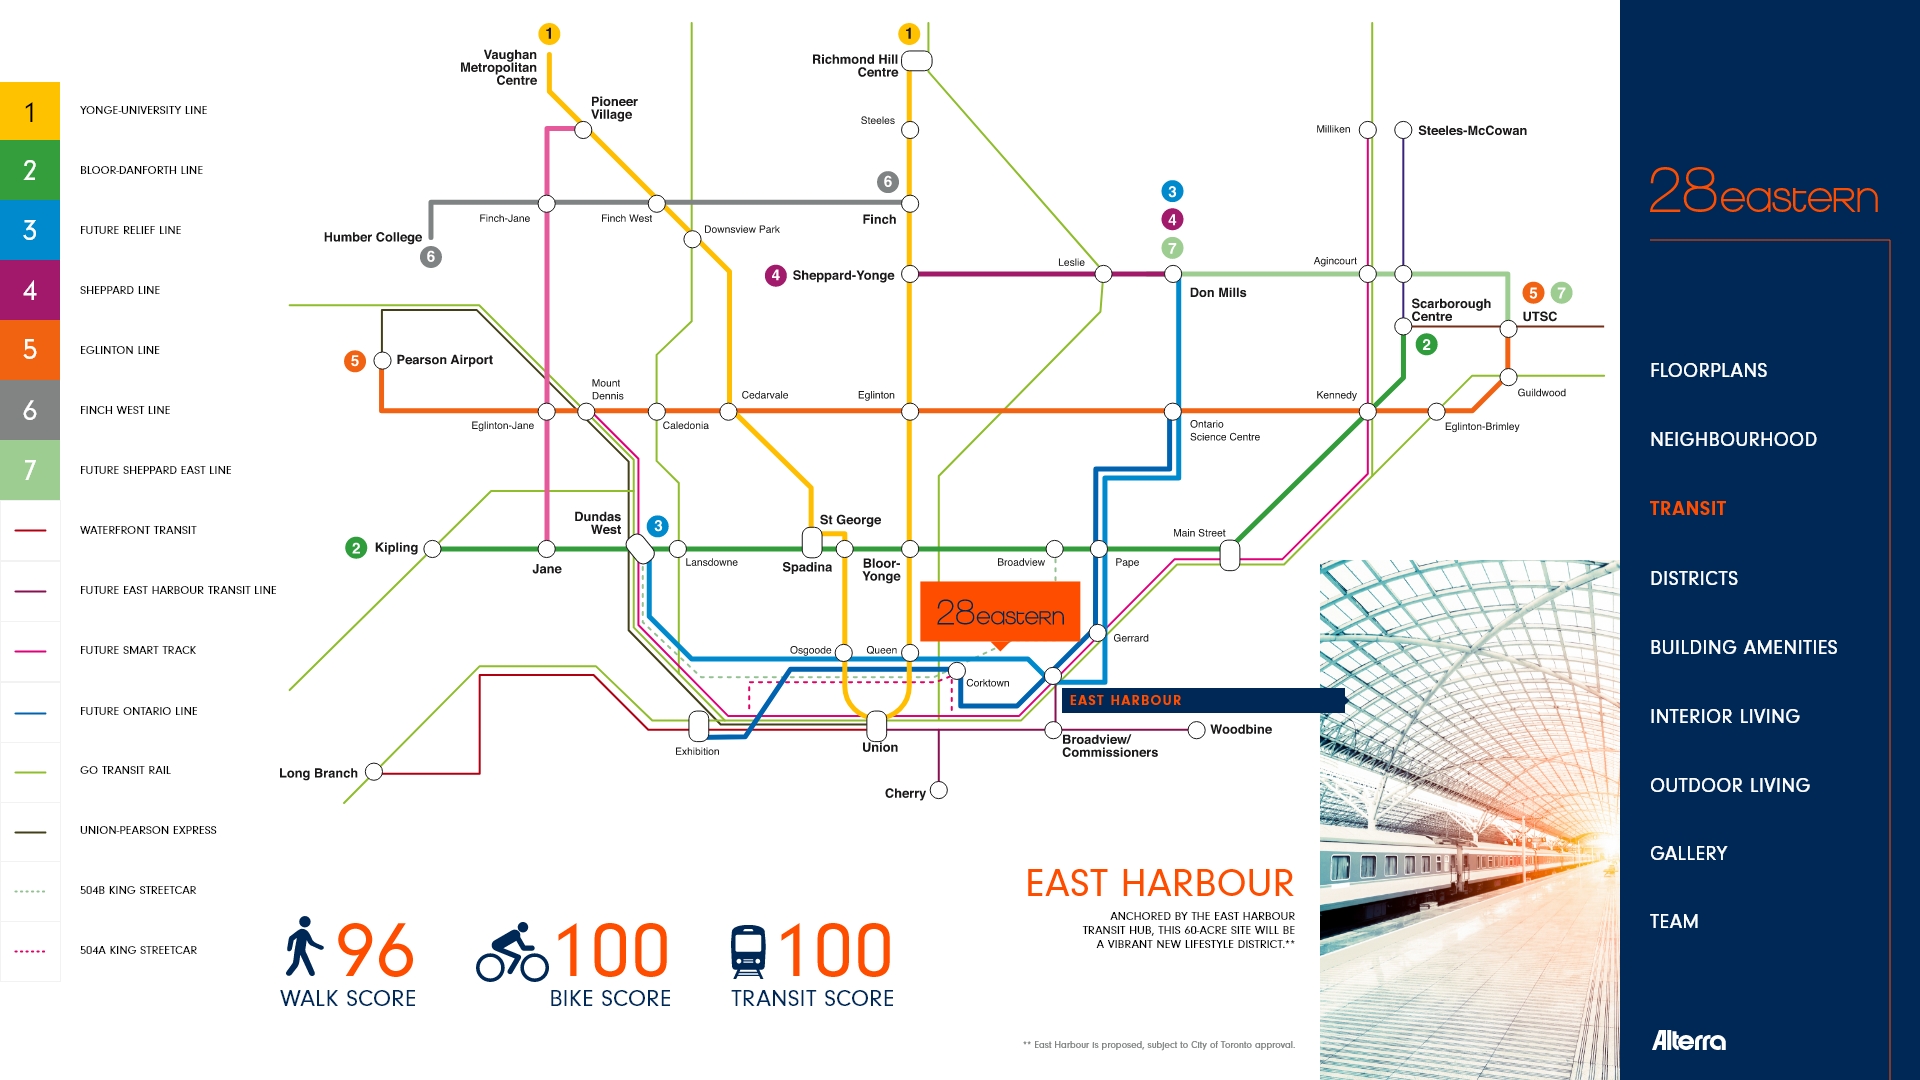 1
YONGE-UNIVERSITY LINE
2
BLOOR-DANFORTH LINE
3
FUTURE RELIEF LINE
4
SHEPPARD LINE
5
EGLINTON LINE
6
FINCH WEST LINE
7
FUTURE SHEPPARD EAST LINE
WATERFRONT TRANSIT
FUTURE EAST HARBOUR TRANSIT LINE
FUTURE SMART TRACK
FUTURE ONTARIO LINE
GO TRANSIT RAIL
UNION-PEARSON EXPRESS
504B KING STREETCAR
504A KING STREETCAR
1
Vaughan
Metropolitan
Centre
Pioneer
Village
1
Richmond Hill
Centre
Steeles
Milliken
Steeles-McCowan
6
Finch-Jane
Finch West
Finch
3
4
7
Humber College
6
Downsview Park
4
Sheppard-Yonge
Leslie
Don Mills
Agincourt
Scarborough
Centre
2
5
7
UTSC
5
Pearson Airport
Mount
Dennis
Cedarvale
Eglinton
Kennedy
Guildwood
Eglinton-Jane
Caledonia
Ontario
Science Centre
Eglinton-Brimley
Dundas
West
3
St George
Main Street
2
Kipling
Jane
Lansdowne
Spadina
Bloor-
Yonge
Broadview
Pape
28eastern
Gerrard
Osgoode
Queen
Corktown
EAST HARBOUR
Exhibition
Union
Broadview/
Commissioners
Woodbine
Long Branch
Cherry
96
WALK SCORE
100
BIKE SCORE
100
TRANSIT SCORE
EAST HARBOUR
ANCHORED BY THE EAST HARBOUR
TRANSIT HUB, THIS 60-ACRE SITE WILL BE
A VIBRANT NEW LIFESTYLE DISTRICT.**
** East Harbour is proposed, subject to City of Toronto approval.
28eastern
FLOORPLANS
NEIGHBOURHOOD
TRANSIT
DISTRICTS
BUILDING AMENITIES
INTERIOR LIVING
OUTDOOR LIVING
GALLERY
TEAM
Alterra